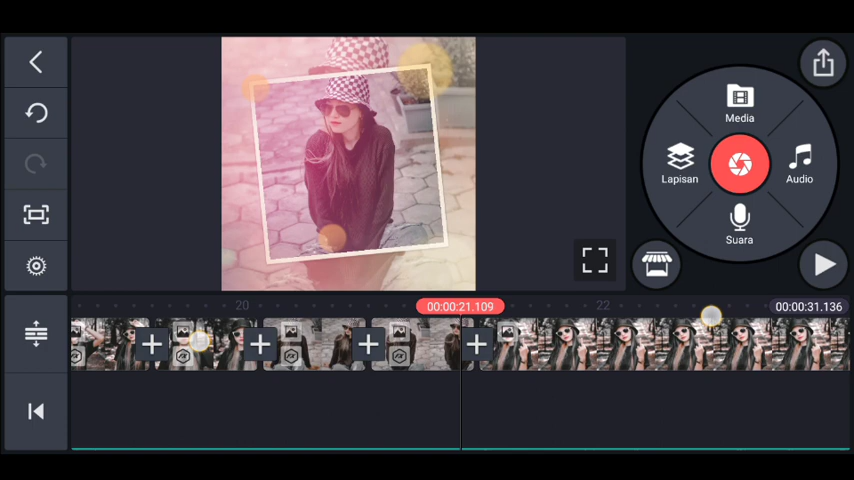 Media
Lapisan
Audio
Suara
20
00:00:21.109
22
00:00:31.136